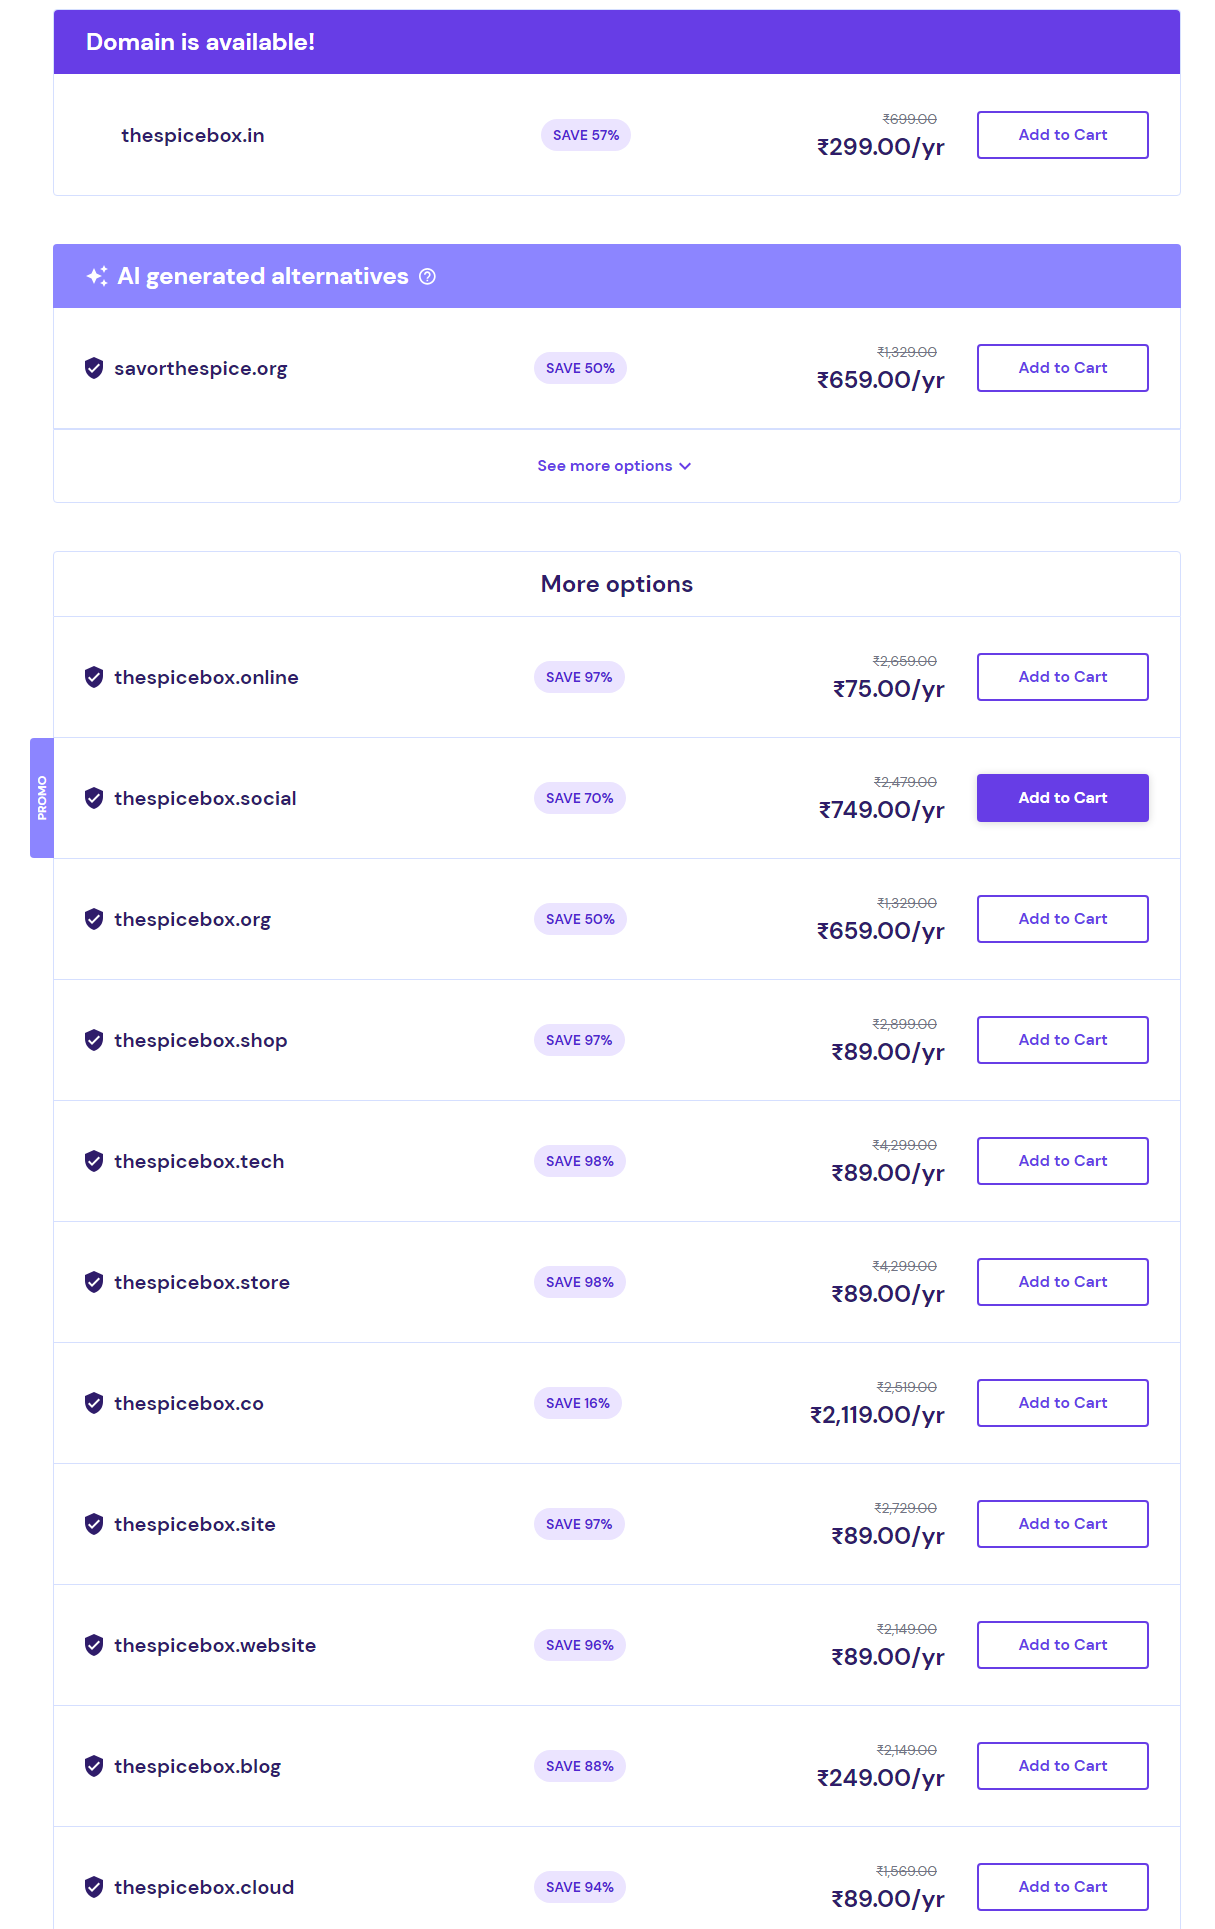 Domain is available!
thespicebox.in
SAVE 57%
₹699.00
₹299.00/yr
Add to Cart
AI generated alternatives
savorthespice.org
SAVE 50%
₹1,329.00
₹659.00/yr
Add to Cart
See more options
More options
thespicebox.online
SAVE 97%
₹2,659.00
₹75.00/yr
Add to Cart
PROMO
thespicebox.social
SAVE 70%
₹2,479.00
₹749.00/yr
Add to Cart
thespicebox.org
SAVE 50%
₹1,329.00
₹659.00/yr
Add to Cart
thespicebox.shop
SAVE 97%
₹2,899.00
₹89.00/yr
Add to Cart
thespicebox.tech
SAVE 98%
₹4,299.00
₹89.00/yr
Add to Cart
thespicebox.store
SAVE 98%
₹4,299.00
₹89.00/yr
Add to Cart
thespicebox.co
SAVE 16%
₹2,519.00
₹2,119.00/yr
Add to Cart
thespicebox.site
SAVE 97%
₹2,729.00
₹89.00/yr
Add to Cart
thespicebox.website
SAVE 96%
₹2,149.00
₹89.00/yr
Add to Cart
thespicebox.blog
SAVE 88%
₹2,149.00
₹249.00/yr
Add to Cart
thespicebox.cloud
SAVE 94%
₹1,569.00
₹89.00/yr
Add to Cart